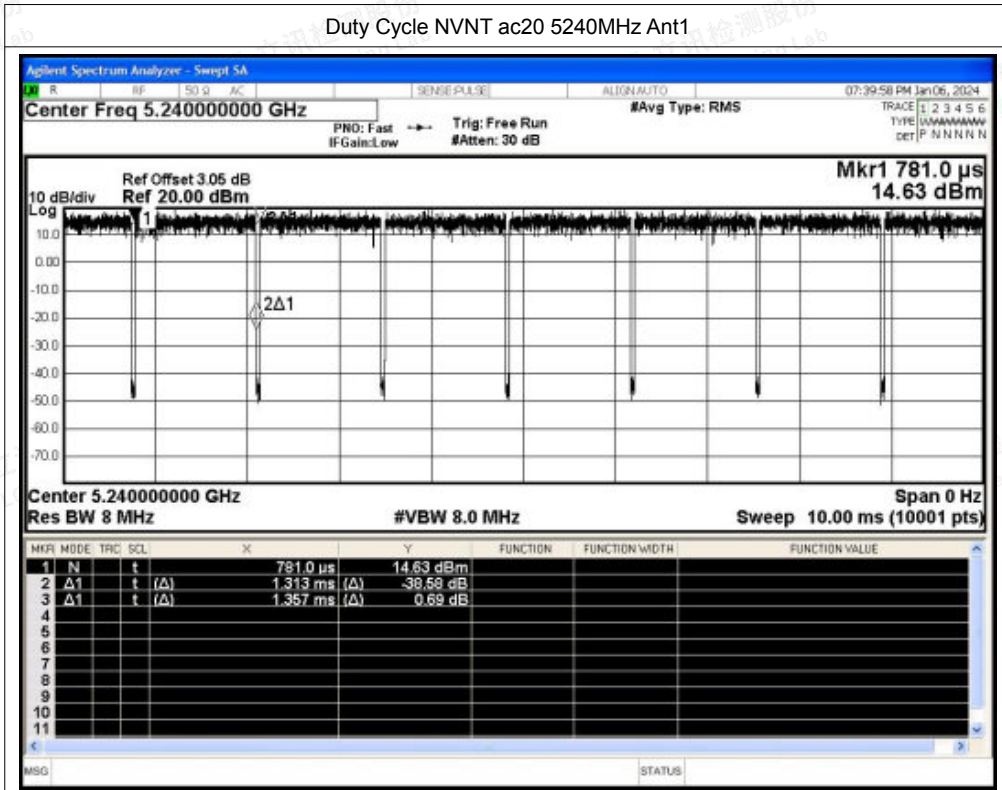 Duty Cycle NVNT ac20 5240MHz Ant1
Agilent Spectrum Analyzer - Swept SA
R RF 50 Ω AC SENSE:PULSE ALIGN AUTO 07:39:58 PM Jan 06, 2024
Center Freq 5.240000000 GHz #Avg Type: RMS TRACE 1 2 3 4 5 6
PNO: Fast Trig: Free Run TYPE
IFGain:Low #Atten: 30 dB DET P N N N N N
Mkr1 781.0 µs
Ref Offset 3.05 dB
10 dB/div Ref 20.00 dBm 14.63 dBm
Log
1
10.0
0.00
-10.0
2Δ1
-20.0
-30.0
-40.0
-50.0
-60.0
-70.0
Center 5.240000000 GHz Span 0 Hz
Res BW 8 MHz #VBW 8.0 MHz Sweep 10.00 ms (10001 pts)
MKR MODE TRC SCL X Y FUNCTION FUNCTION WIDTH FUNCTION VALUE
1 N t 781.0 µs 14.63 dBm
2 Δ1 t (Δ) 1.313 ms (Δ) -38.58 dB
3 Δ1 t (Δ) 1.357 ms (Δ) 0.69 dB
4
5
6
7
8
9
10
11
MSG STATUS